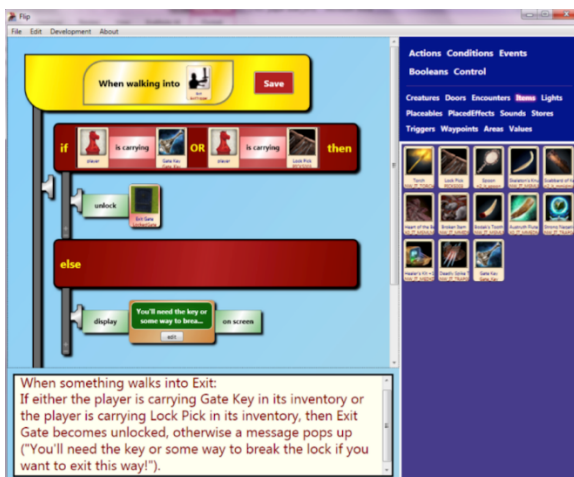 Flip
File Edit Development About
When walking into
Save
if player is carrying Gate Key OR player is carrying Lock Pick then
unlock Exit Gate
else
display You'll need the key or some way to brea... on screen
edit
When something walks into Exit:
If either the player is carrying Gate Key in its inventory or
the player is carrying Lock Pick in its inventory, then Exit
Gate becomes unlocked, otherwise a message pops up
("You'll need the key or some way to break the lock if you
want to exit this way!").
Actions Conditions Events
Booleans Control
Creatures Doors Encounters Items Lights
Placeables PlacedEffects Sounds Stores
Triggers Waypoints Areas Values
Torch Lock Pick
Gate Key